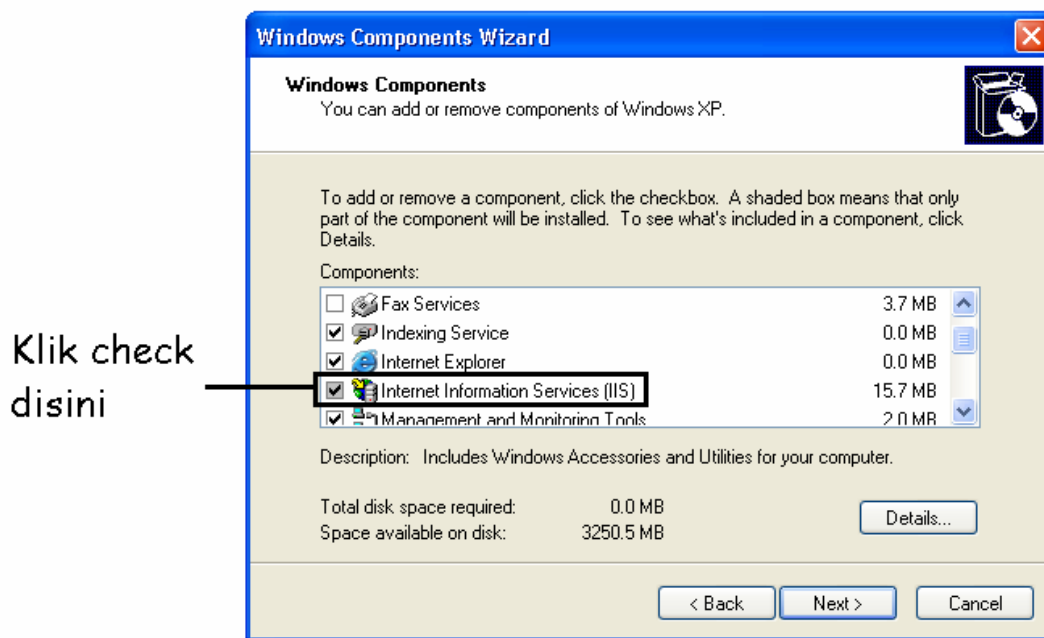 Windows Components Wizard
Windows Components
You can add or remove components of Windows XP.
To add or remove a component, click the checkbox. A shaded box means that only
part of the component will be installed. To see what's included in a component, click
Details.
Components:
Fax Services 3.7 MB
Indexing Service 0.0 MB
Internet Explorer 0.0 MB
Klik check
disini
Internet Information Services (IIS) 15.7 MB
Management and Monitoring Tools 2.0 MB
Description: Includes Windows Accessories and Utilities for your computer.
Total disk space required: 0.0 MB
Space available on disk: 3250.5 MB
Details...
< Back Next > Cancel